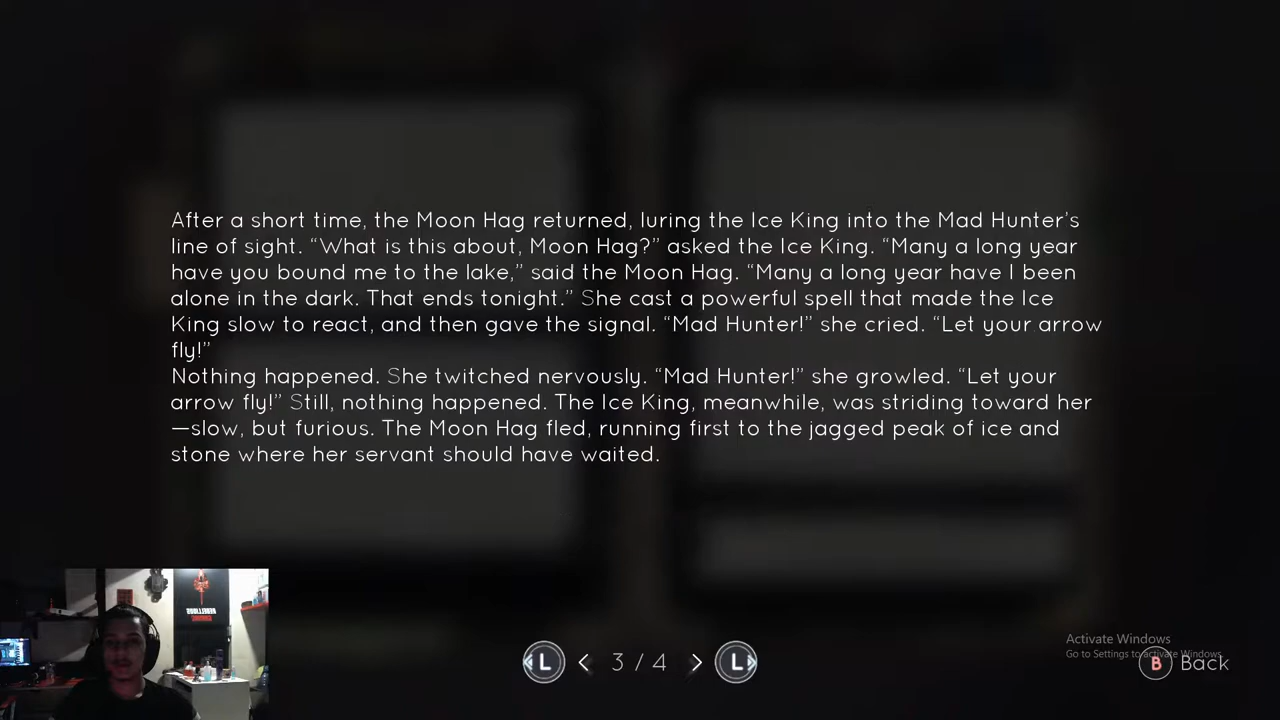 After a short time, the Moon Hag returned, luring the Ice King into the Mad Hunter’s
line of sight. “What is this about, Moon Hag?” asked the Ice King. “Many a long year
have you bound me to the lake,” said the Moon Hag. “Many a long year have I been
alone in the dark. That ends tonight.” She cast a powerful spell that made the Ice
King slow to react, and then gave the signal. “Mad Hunter!” she cried. “Let your arrow
fly!”
Nothing happened. She twitched nervously. “Mad Hunter!” she growled. “Let your
arrow fly!” Still, nothing happened. The Ice King, meanwhile, was striding toward her
—slow, but furious. The Moon Hag fled, running first to the jagged peak of ice and
stone where her servant should have waited.
L < 3 / 4 > L
Activate Windows
Go to Settings to activate Windows.
B Back